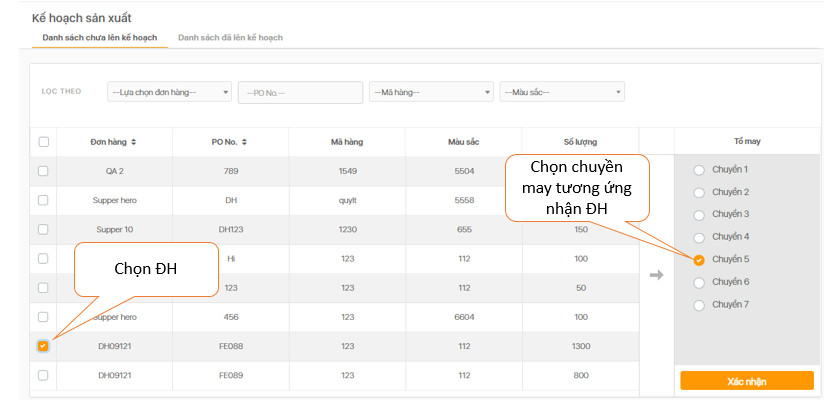 Kế hoạch sản xuất
Danh sách chưa lên kế hoạch Danh sách đã lên kế hoạch
LỌC THEO --Lựa chọn đơn hàng-- --PO No.-- --Mã hàng-- --Màu sắc--
Đơn hàng PO No. Mã hàng Màu sắc Số lượng Tổ may
QA 2 789 1549 5504
Supper hero DH quylt 5558
Supper 10 DH123 1230 655 150
Hi 123 112 100
123 123 112 50
Supper hero 456 123 6604 100
DH09121 FE088 123 112 1300
DH09121 FE089 123 112 800
Chọn ĐH
Chọn chuyền
may tương ứng
nhận ĐH
Chuyền 1
Chuyền 2
Chuyền 3
Chuyền 4
Chuyền 5
Chuyền 6
Chuyền 7
Xác nhận